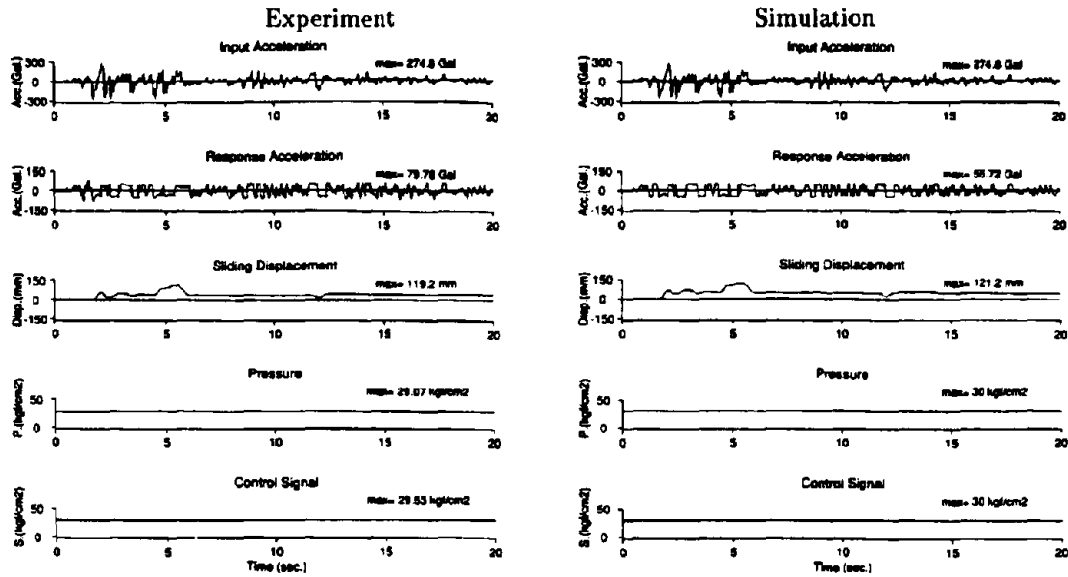 Experiment
Simulation
Input Acceleration
max= 274.8 Gal
Acc.(Gal.)
300
0
-300
0 5 10 15 20
Input Acceleration
max= 274.8 Gal
Acc.(Gal.)
300
0
-300
0 5 10 15 20
Response Acceleration
max= 79.78 Gal
Acc.(Gal.)
150
0
-150
0 5 10 15 20
Response Acceleration
Gal
Acc.(Gal.)
150
0
-150
0 5 10 15 20
Sliding Displacement
max= 119.2 mm
Disp.(mm)
150
0
-150
0 5 10 15 20
Sliding Displacement
max= 121.2 mm
Disp.(mm)
150
0
-150
0 5 10 15 20
Pressure
max= 29.07 kgf/cm2
P.(kgf/cm2)
50
0
0 5 10 15 20
Pressure
max= 30 kgf/cm2
P.(kgf/cm2)
50
0
0 5 10 15 20
Control Signal
max= 29.53 kgf/cm2
S.(kgf/cm2)
50
0
0 5 10 15 20
Time (sec.)
Control Signal
max= 30 kgf/cm2
S.(kgf/cm2)
50
0
0 5 10 15 20
Time (sec.)